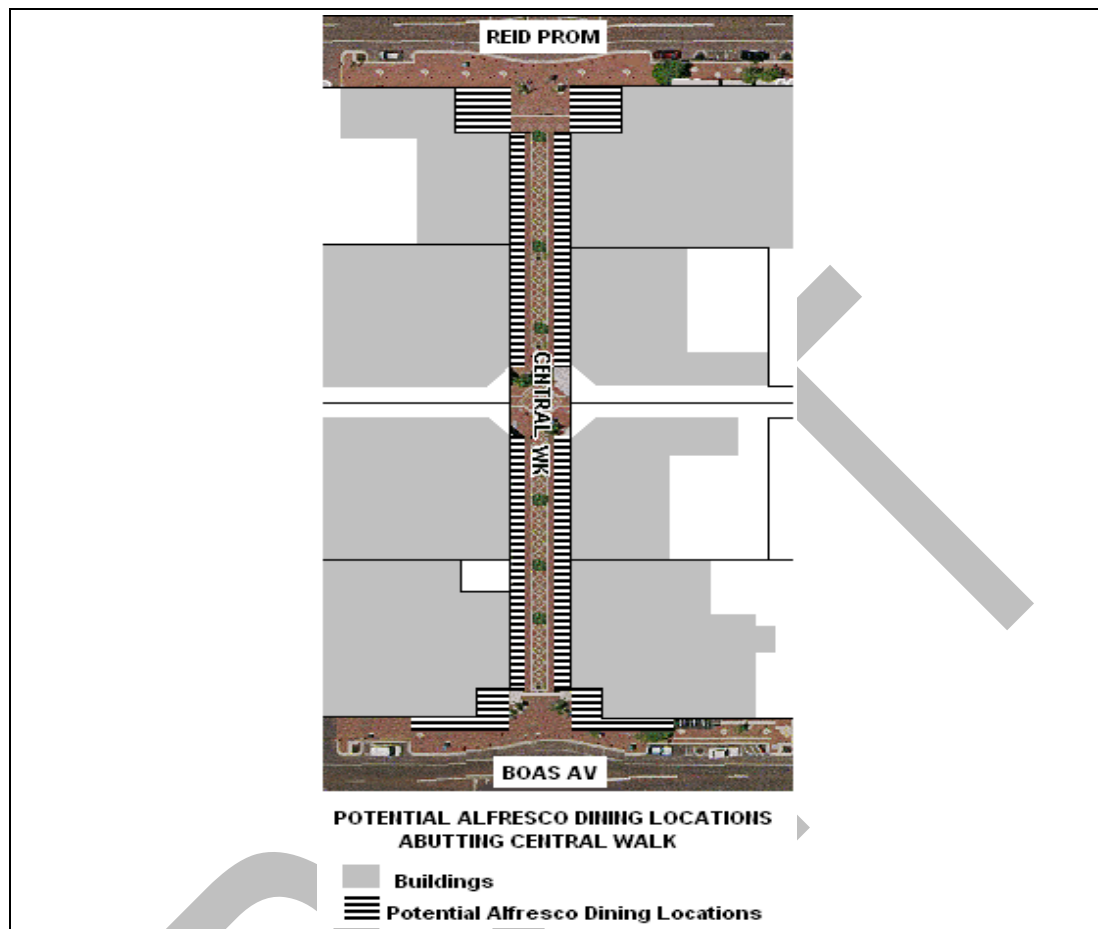 REID PROM
CENTRAL WK
BOAS AV
POTENTIAL ALFRESCO DINING LOCATIONS
ABUTTING CENTRAL WALK
Buildings
Potential Alfresco Dining Locations